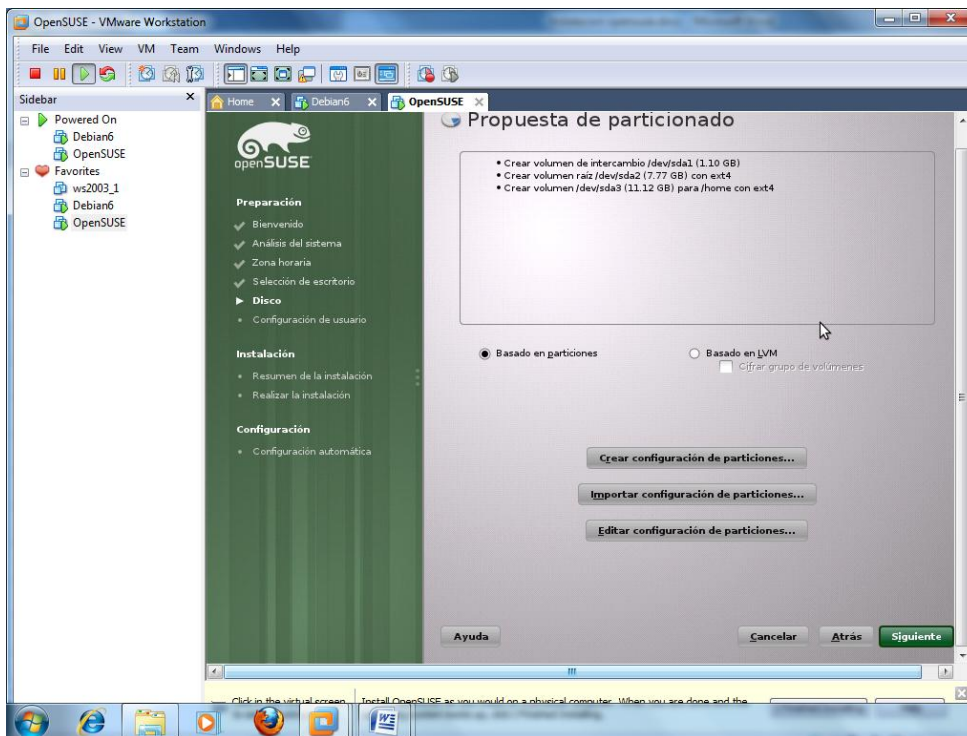 OpenSUSE - VMware Workstation
File Edit View VM Team Windows Help
Sidebar
Home Debian6 OpenSUSE
Powered On
Debian6
OpenSUSE
Favorites
ws2003_1
Debian6
OpenSUSE
openSUSE
Preparación
Bienvenido
Análisis del sistema
Zona horaria
Selección de escritorio
Disco
Configuración de usuario
Instalación
Resumen de la instalación
Realizar la instalación
Configuración
Configuración automática
Propuesta de particionado
• Crear volumen de intercambio /dev/sda1 (1.10 GB)
• Crear volumen raíz /dev/sda2 (7.77 GB) con ext4
• Crear volumen /dev/sda3 (11.12 GB) para /home con ext4
Basado en particiones
Basado en LVM
Cifrar grupo de volúmenes
Crear configuración de particiones...
Importar configuración de particiones...
Editar configuración de particiones...
Ayuda Cancelar Atrás Siguiente
Click in the virtual screen
Install OpenSUSE as you would on a physical computer. When you are done and the